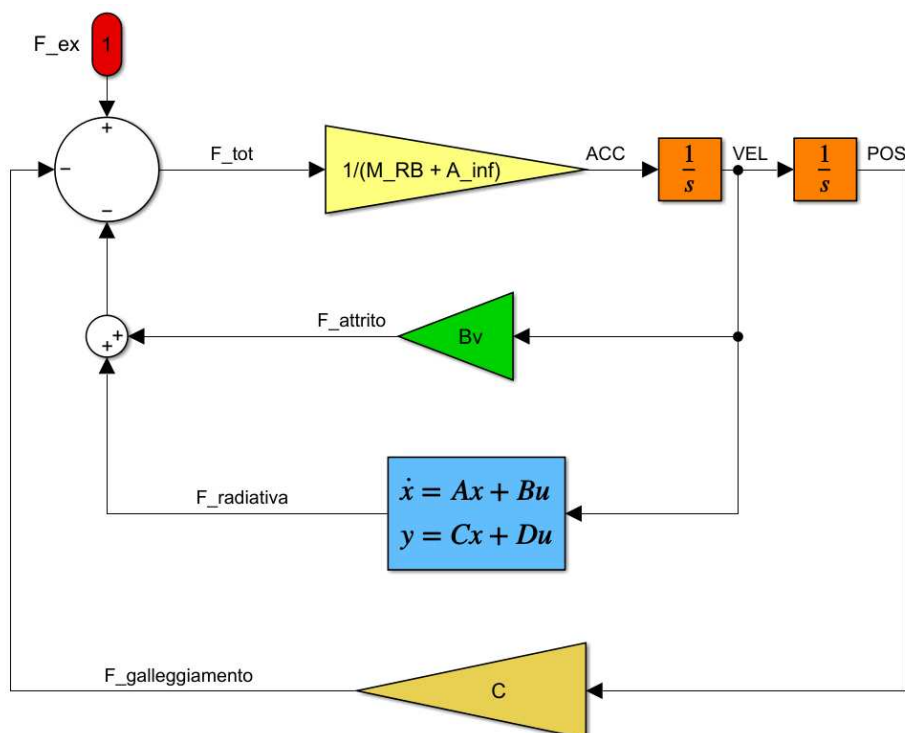 F_ex
1
+
−
−
F_tot
1/(M_RB + A_inf)
ACC
1
s
VEL
1
s
POS
F_attrito
Bv
+
+
F_radiativa
ẋ = Ax + Bu
y = Cx + Du
F_galleggiamento
C